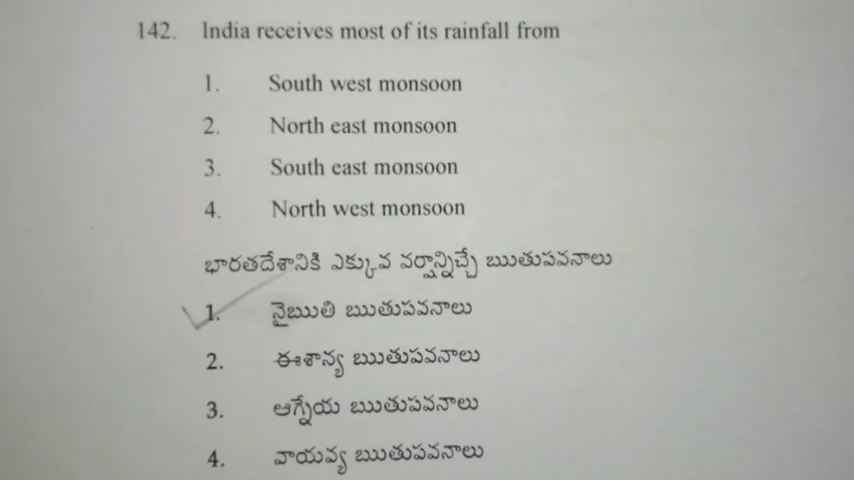 142. India receives most of its rainfall from
1. South west monsoon
2. North east monsoon
3. South east monsoon
4. North west monsoon
భారతదేశానికి ఎక్కువ వర్షాన్నిచ్చే ఋతుపవనాలు
1. నైఋతి ఋతుపవనాలు
2. ఈశాన్య ఋతుపవనాలు
3. ఆగ్నేయ ఋతుపవనాలు
4. వాయవ్య ఋతుపవనాలు